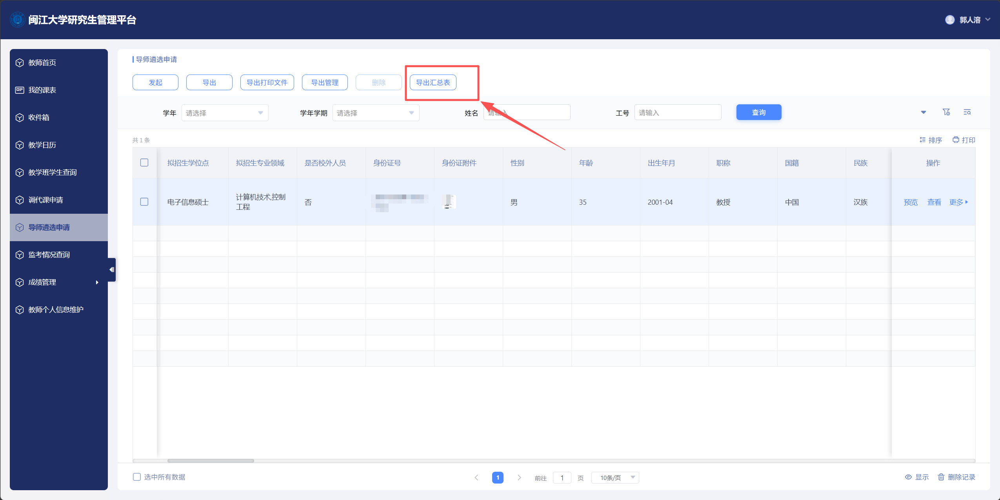 闽江大学研究生管理平台
郭人溶
教师首页
我的课表
收件箱
教学日历
教学班学生查询
调代课申请
导师遴选申请
监考情况查询
成绩管理
教师个人信息维护
导师遴选申请
发起 导出 导出打印文件 导出管理 删除 导出汇总表
学年 请选择 学年学期 请选择 姓名 请输入 工号 请输入 查询
共 1 条
排序 打印
拟招生学位点 拟招生专业领域 是否校外人员 身份证号 身份证附件 性别 年龄 出生年月 职称 国籍 民族 操作
电子信息硕士 计算机技术,控制 否 男 35 2001-04 教授 中国 汉族 预览 查看 更多
工程
选中所有数据
1 前往 1 页 10条/页
显示 删除记录